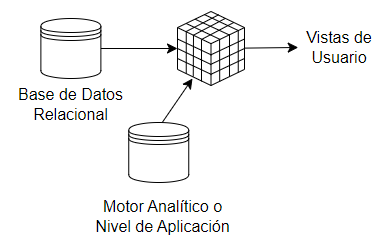 Vistas de
Usuario
Base de Datos
Relacional
Motor Analítico o
Nivel de Aplicación